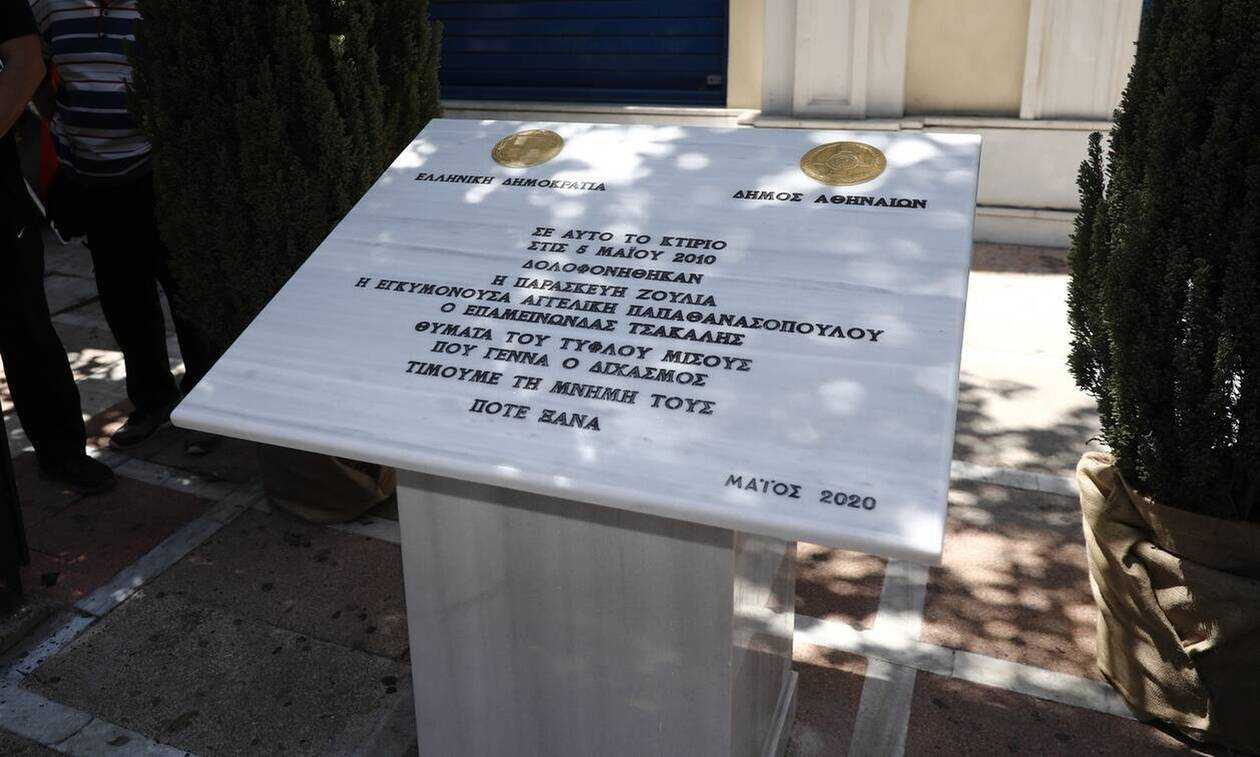 ΕΛΛΗΝΙΚΗ ΔΗΜΟΚΡΑΤΙΑ
ΔΗΜΟΣ ΑΘΗΝΑΙΩΝ
ΣΕ ΑΥΤΟ ΤΟ ΚΤΙΡΙΟ
ΣΤΙΣ 5 ΜΑΪΟΥ 2010
ΔΟΛΟΦΟΝΗΘΗΚΑΝ
Η ΠΑΡΑΣΚΕΥΗ ΖΟΥΛΙΑ
Η ΕΓΚΥΜΟΝΟΥΣΑ ΑΓΓΕΛΙΚΗ ΠΑΠΑΘΑΝΑΣΟΠΟΥΛΟΥ
Ο ΕΠΑΜΕΙΝΩΝΔΑΣ ΤΣΑΚΑΛΗΣ
ΘΥΜΑΤΑ ΤΟΥ ΤΥΦΛΟΥ ΜΙΣΟΥΣ
ΠΟΥ ΓΕΝΝΑ Ο ΔΙΧΑΣΜΟΣ
ΤΙΜΟΥΜΕ ΤΗ ΜΝΗΜΗ ΤΟΥΣ
ΠΟΤΕ ΞΑΝΑ
ΜΑΪΟΣ 2020